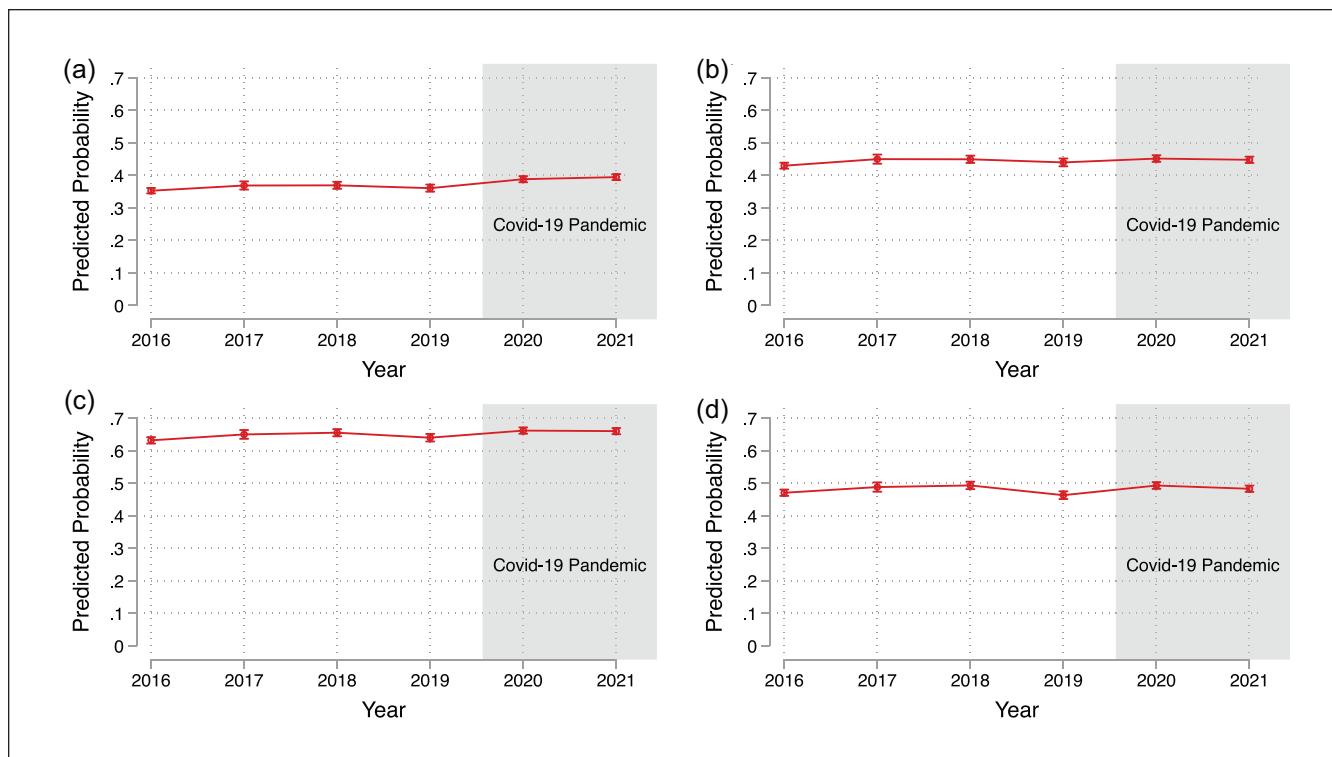 (a)
Predicted Probability
.7
.6
.5
.4
.3
.2
.1
0
Covid-19 Pandemic
2016 2017 2018 2019 2020 2021
Year
(b)
Predicted Probability
.7
.6
.5
.4
.3
.2
.1
0
Covid-19 Pandemic
2016 2017 2018 2019 2020 2021
Year
(c)
Predicted Probability
.7
.6
.5
.4
.3
.2
.1
0
Covid-19 Pandemic
2016 2017 2018 2019 2020 2021
Year
(d)
Predicted Probability
.7
.6
.5
.4
.3
.2
.1
0
Covid-19 Pandemic
2016 2017 2018 2019 2020 2021
Year